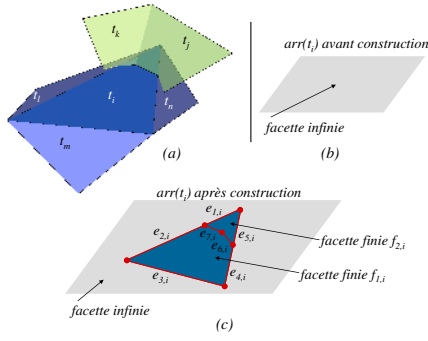 t_k
t_j
t_l
t_i
t_n
t_m
(a)
arr(t_i) avant construction
facette infinie
(b)
arr(t_i) après construction
e_{1,i}
e_{2,i}
e_{7,i}
e_{5,i}
e_{6,i}
facette finie f_{2,i}
e_{3,i}
e_{4,i}
facette finie f_{1,i}
facette infinie
(c)